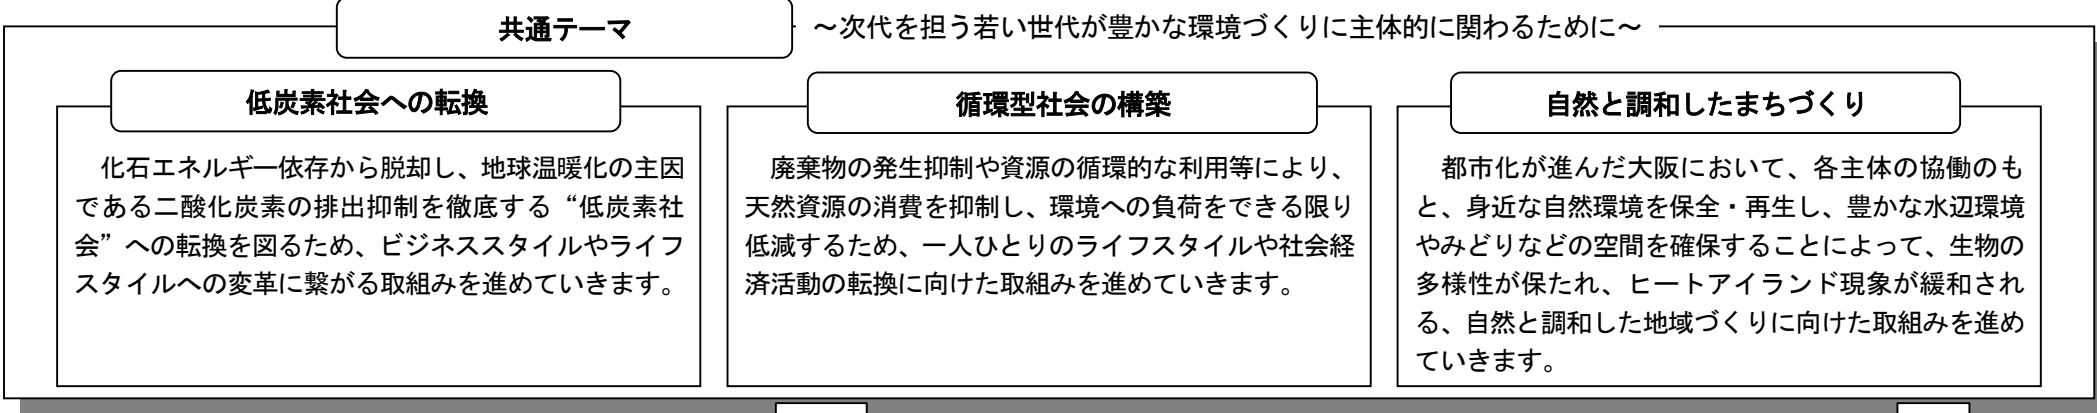 共通テーマ
～次代を担う若い世代が豊かな環境づくりに主体的に関わるために～
低炭素社会への転換
化石エネルギー依存から脱却し、地球温暖化の主因
である二酸化炭素の排出抑制を徹底する“低炭素社
会”への転換を図るため、ビジネススタイルやライフ
スタイルへの変革に繋がる取組みを進めていきます。
循環型社会の構築
廃棄物の発生抑制や資源の循環的な利用等により、
天然資源の消費を抑制し、環境への負荷をできる限り
低減するため、一人ひとりのライフスタイルや社会経
済活動の転換に向けた取組みを進めていきます。
自然と調和したまちづくり
都市化が進んだ大阪において、各主体の協働のも
と、身近な自然環境を保全・再生し、豊かな水辺環境
やみどりなどの空間を確保することによって、生物の
多様性が保たれ、ヒートアイランド現象が緩和され
る、自然と調和した地域づくりに向けた取組みを進め
ていきます。